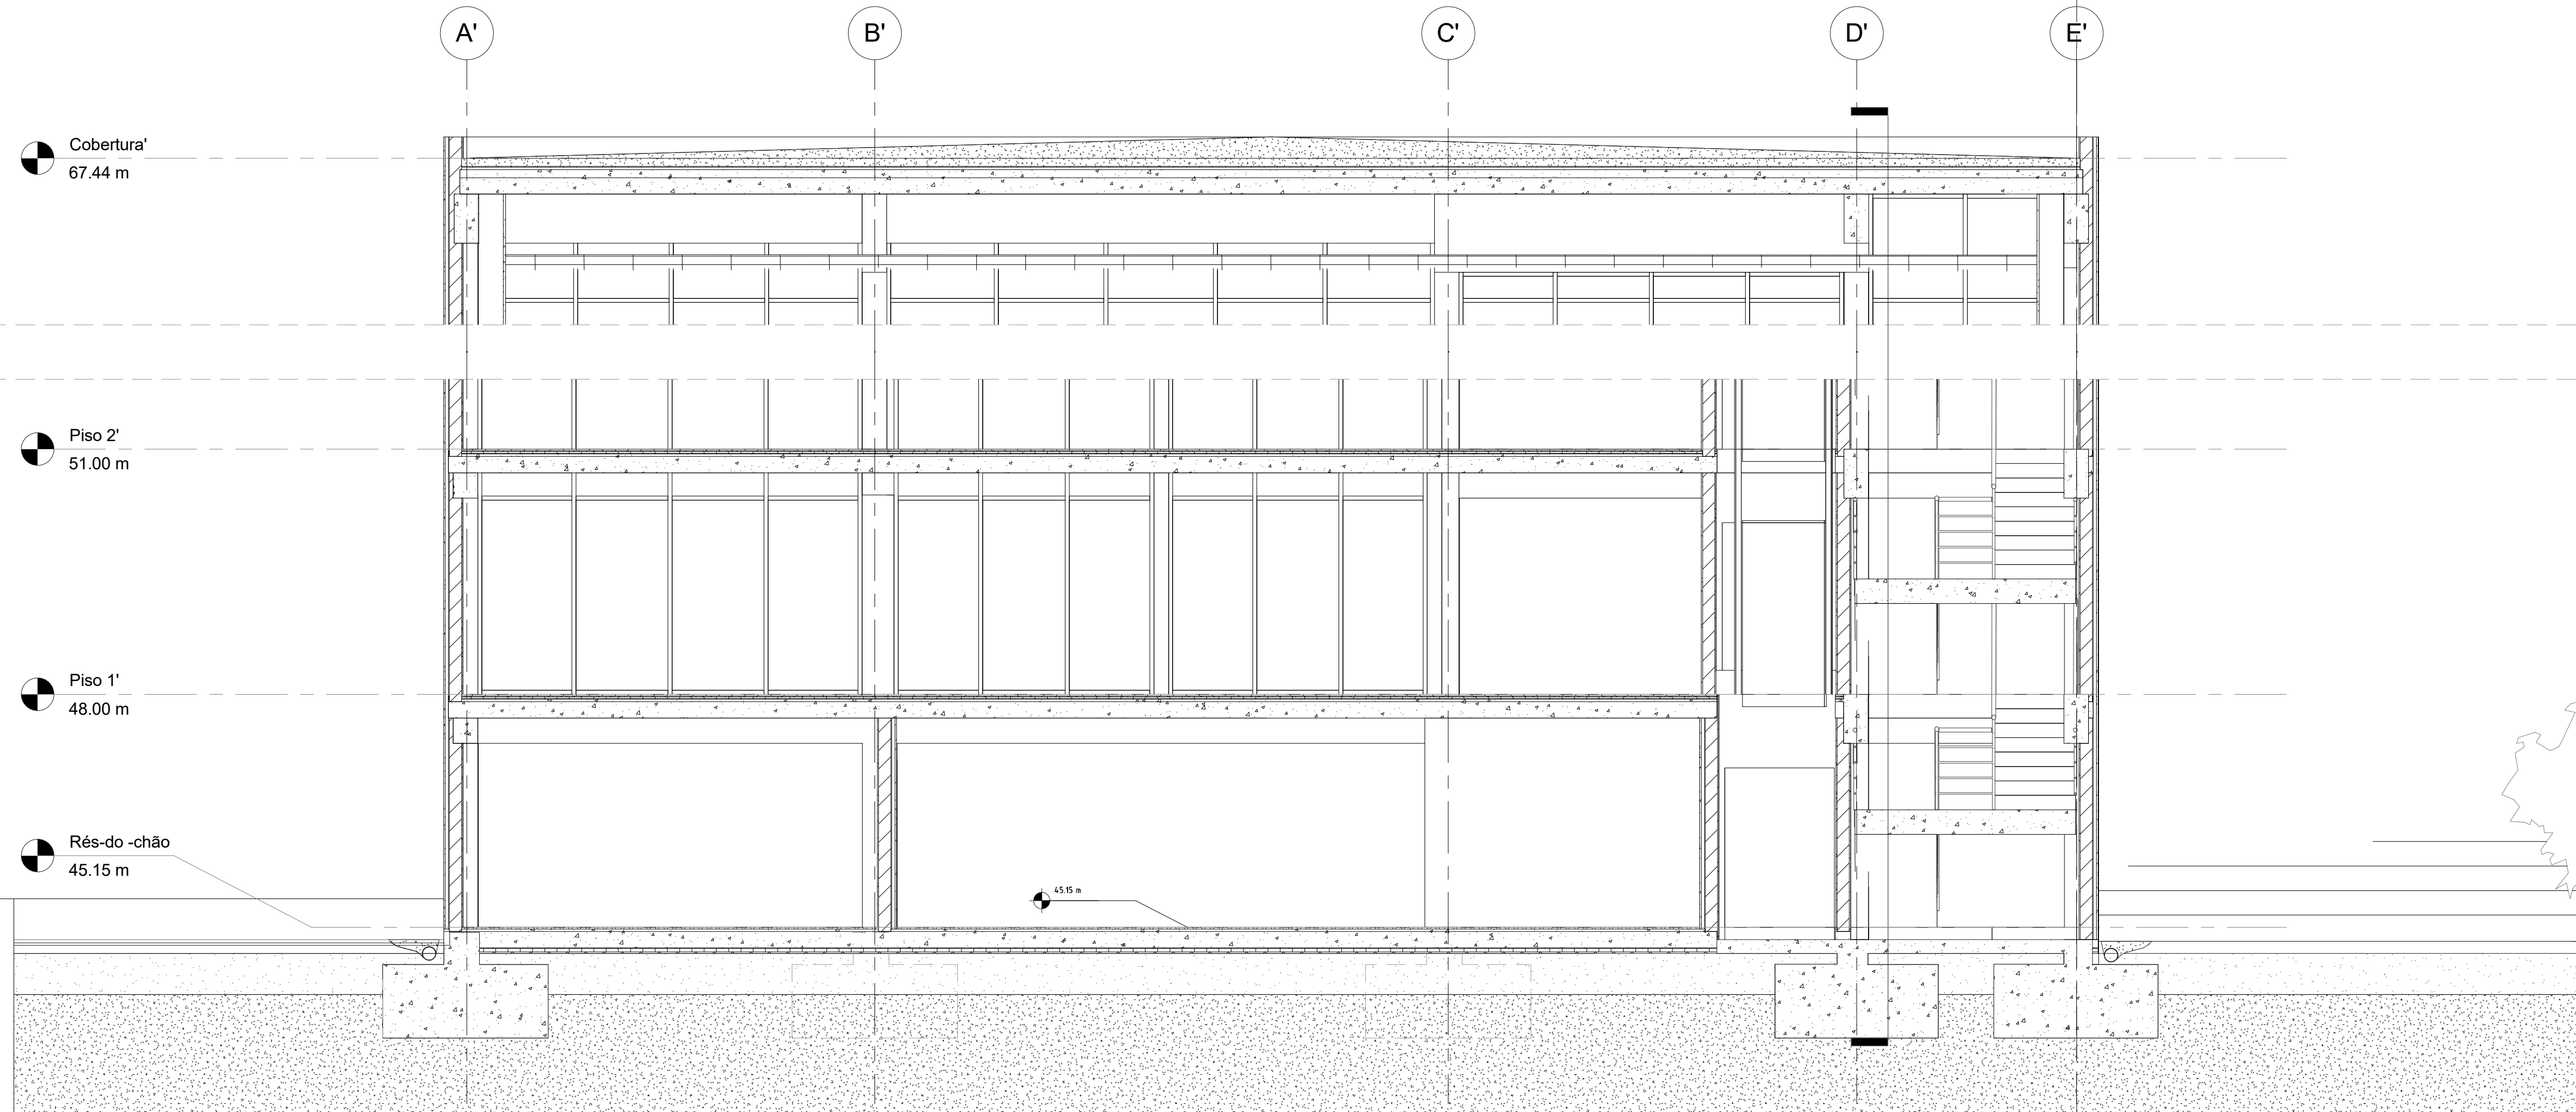 A'
B'
C'
D'
E'
Cobertura'
67.44 m
Piso 2'
51.00 m
Piso 1'
48.00 m
Rés-do -chão
45.15 m
45.15 m